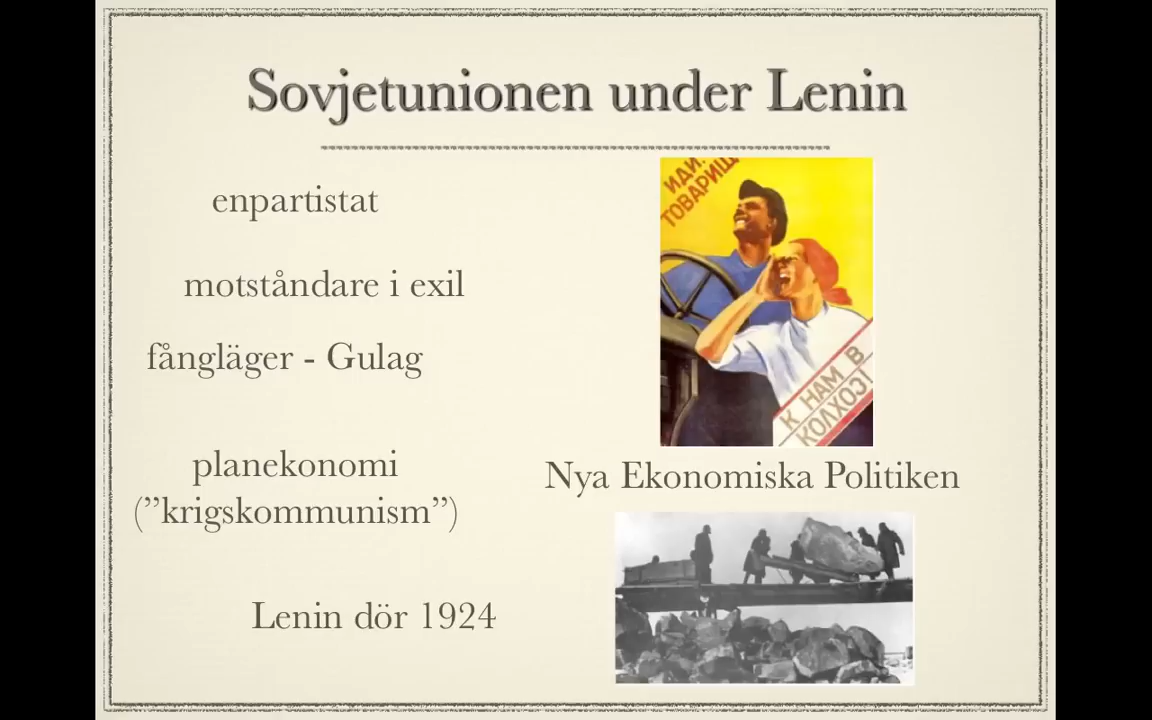 Sovjetunionen under Lenin
enpartistat
motståndare i exil
fångläger - Gulag
planekonomi
(”krigskommunism”)
Lenin dör 1924
ИДИ,
ТОВАРИЩ
К НАМ В
КОЛХОЗ!
Nya Ekonomiska Politiken